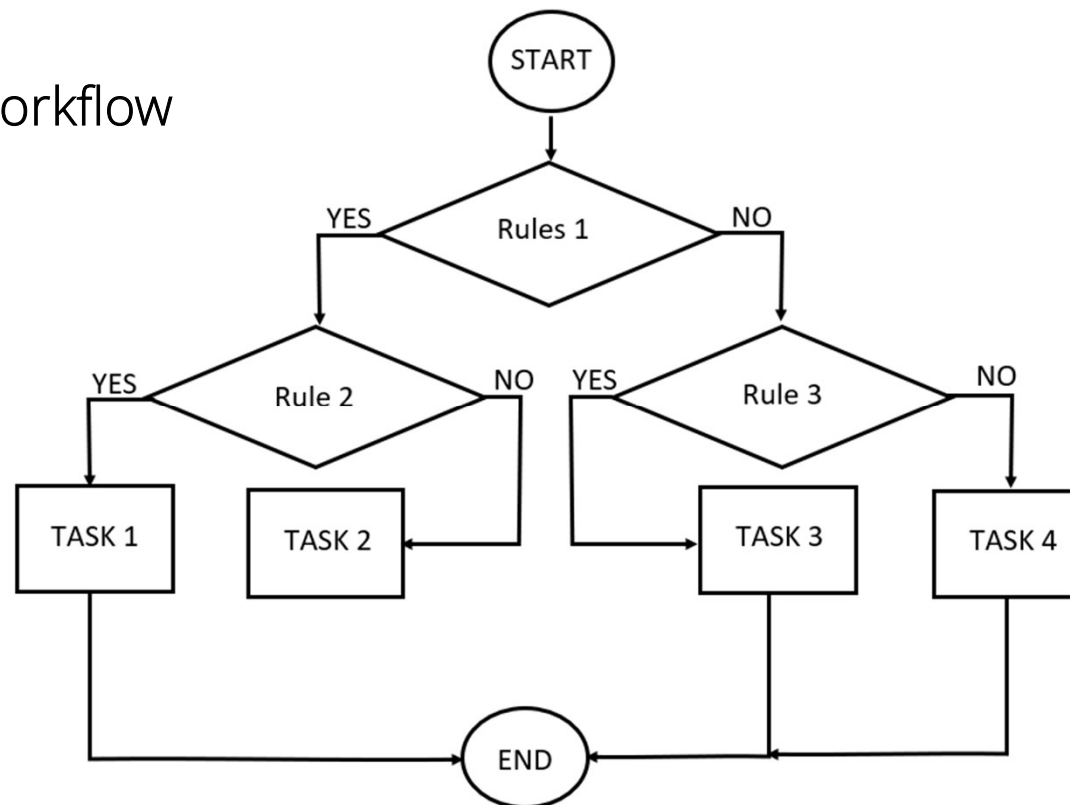 START
orkflow
YES
Rules 1
NO
YES
Rule 2
NO
YES
Rule 3
NO
TASK 1
TASK 2
TASK 3
TASK 4
END